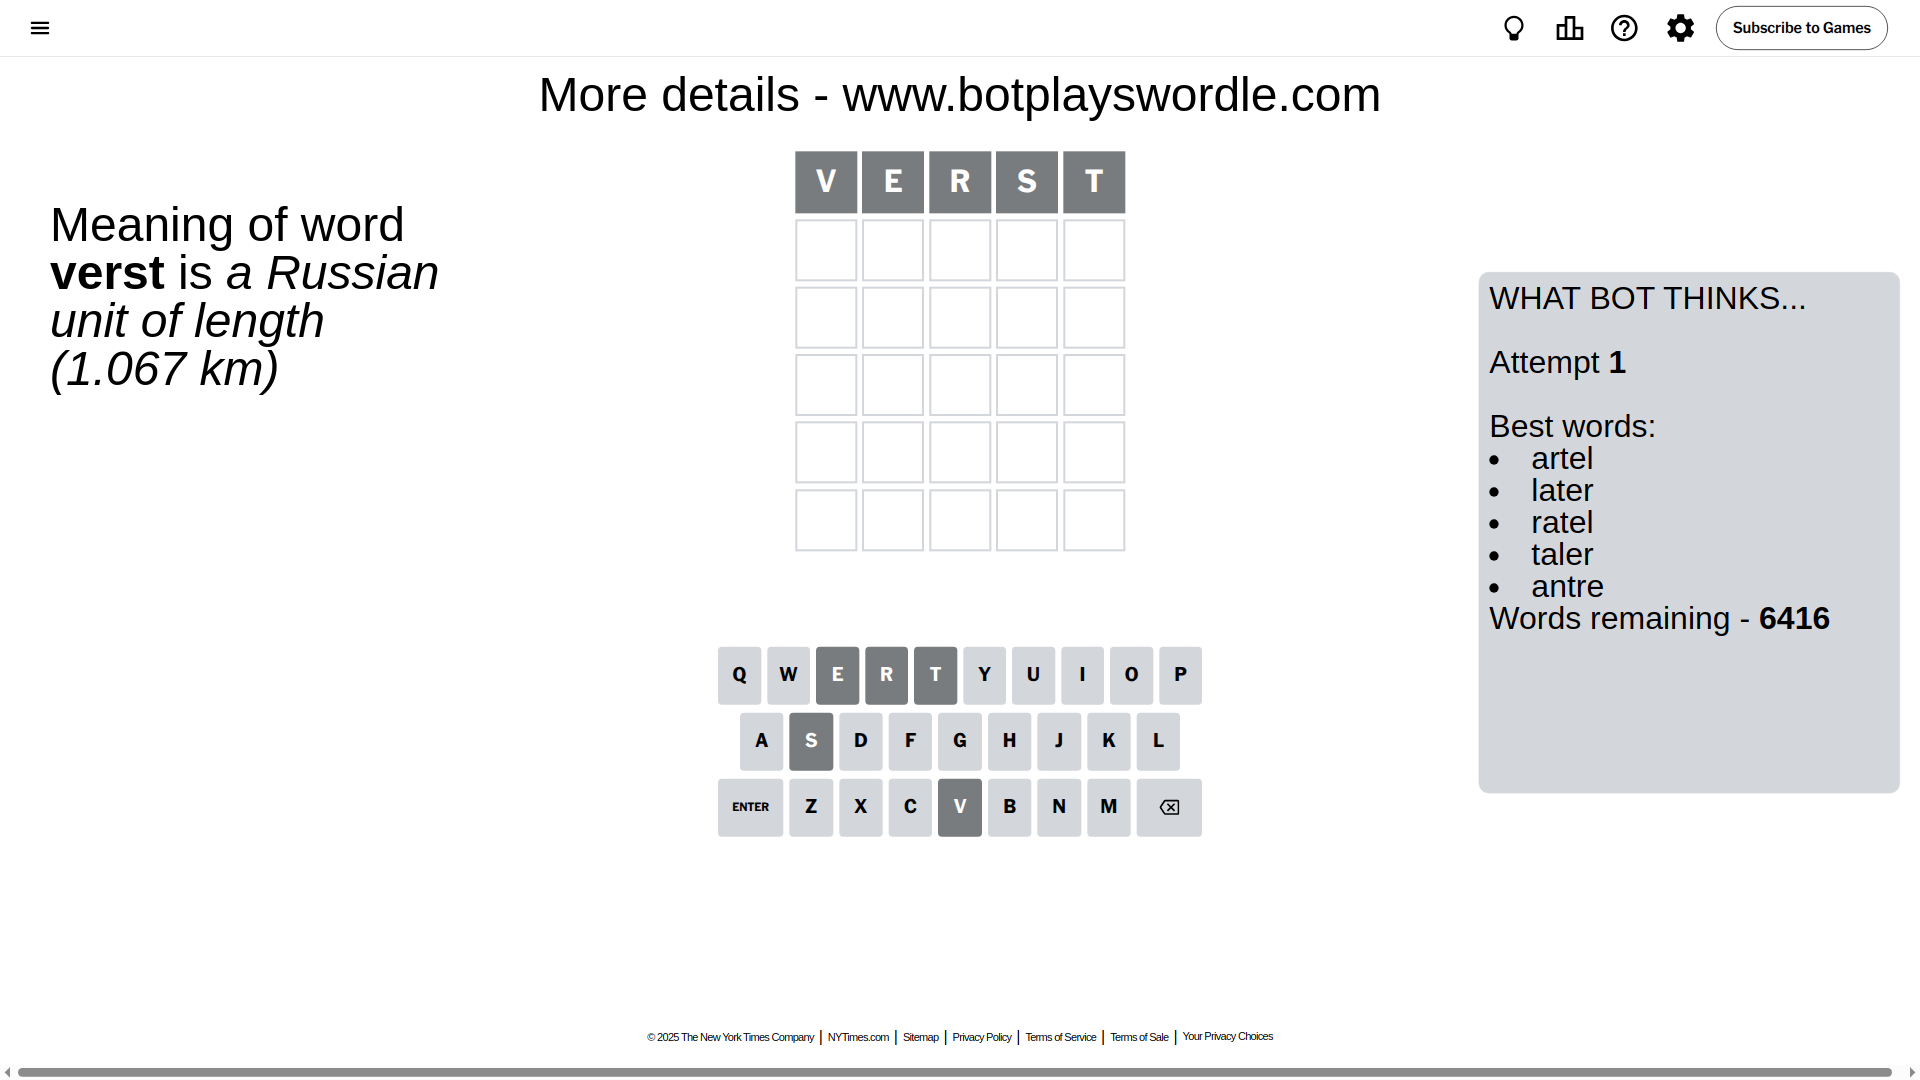 Subscribe to Games
More details - www.botplayswordle.com
V E R S T
Meaning of word
verst is a Russian
unit of length
(1.067 km)
WHAT BOT THINKS...
Attempt 1
Best words:
• artel
• later
• ratel
• taler
• antre
Words remaining - 6416
Q W E R T Y U I O P
A S D F G H J K L
ENTER Z X C V B N M
© 2025 The New York Times Company | NYTimes.com | Sitemap | Privacy Policy | Terms of Service | Terms of Sale | Your Privacy Choices